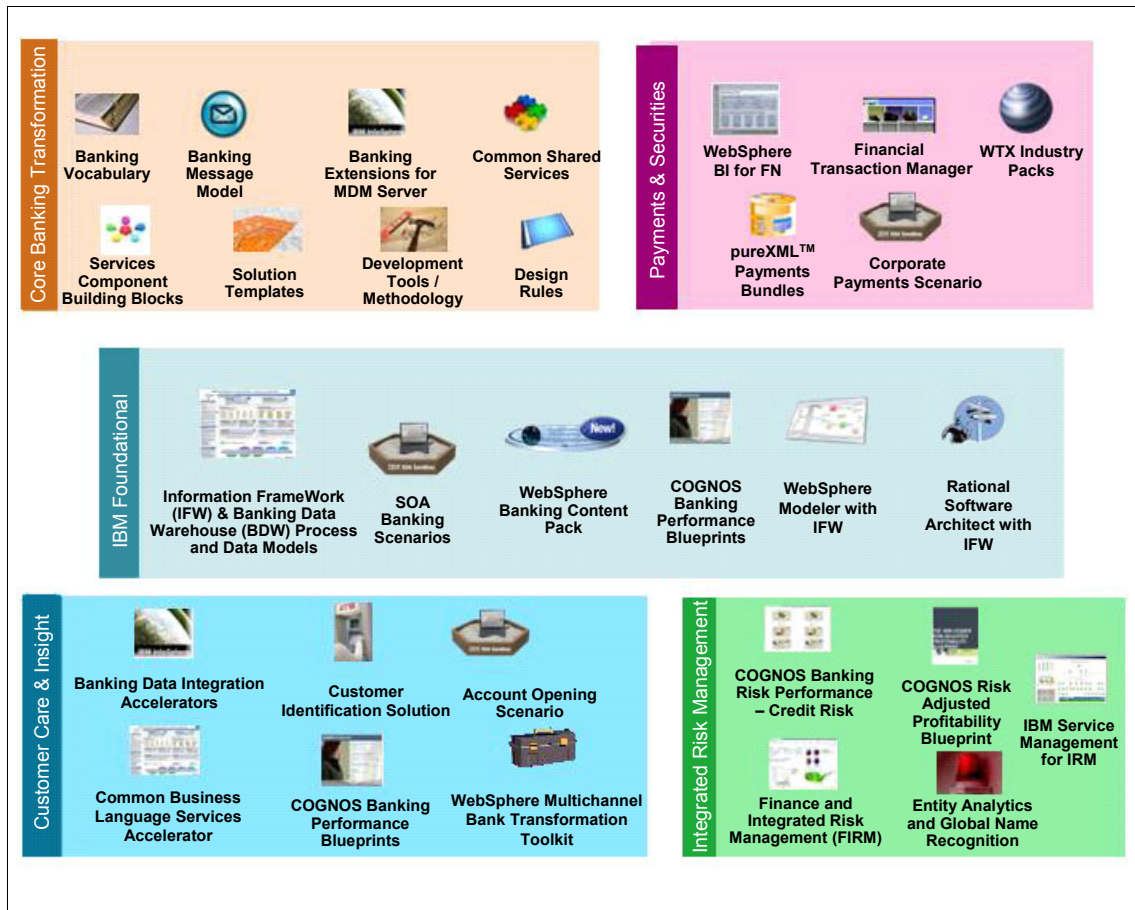 Core Banking Transformation
Banking
Vocabulary
Banking
Message
Model
Banking
Extensions for
MDM Server
Common Shared
Services
Services
Component
Building Blocks
Solution
Templates
Development
Tools /
Methodology
Design
Rules
Payments & Securities
WebSphere
BI for FN
Financial
Transaction Manager
WTX Industry
Packs
pureXML™
Payments
Bundles
Corporate
Payments Scenario
IBM Foundational
Information FrameWork
(IFW) & Banking Data
Warehouse (BDW) Process
and Data Models
SOA
Banking
Scenarios
New!
WebSphere
Banking Content
Pack
COGNOS
Banking
Performance
Blueprints
WebSphere
Modeler with
IFW
Rational
Software
Architect with
IFW
Customer Care & Insight
Banking Data Integration
Accelerators
Customer
Identification Solution
Account Opening
Scenario
Common Business
Language Services
Accelerator
COGNOS Banking
Performance
Blueprints
WebSphere Multichannel
Bank Transformation
Toolkit
Integrated Risk Management
COGNOS Banking
Risk Performance
– Credit Risk
COGNOS Risk
Adjusted
Profitability
Blueprint
IBM Service
Management
for IRM
Finance and
Integrated Risk
Management (FIRM)
Entity Analytics
and Global Name
Recognition